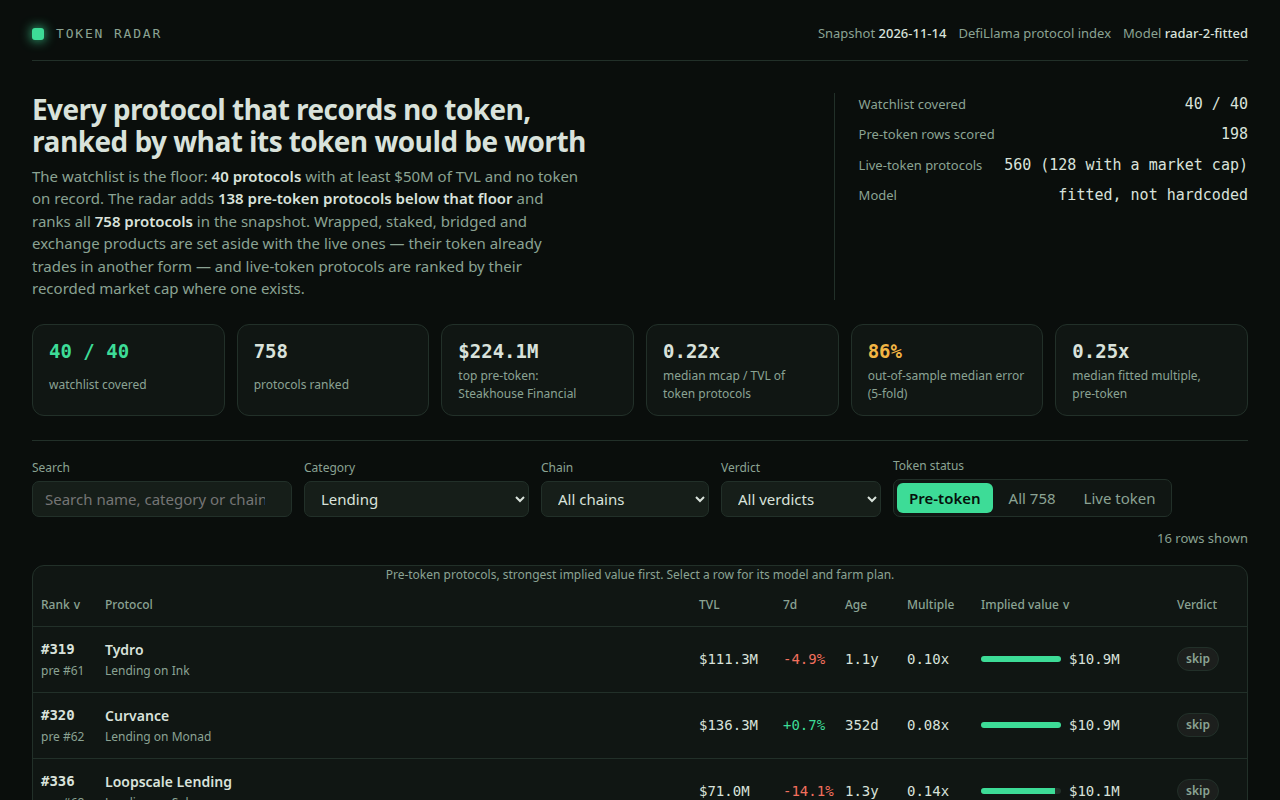 TOKEN RADAR
Snapshot 2026-11-14 DefiLlama protocol index Model radar-2-fitted
Every protocol that records no token,
ranked by what its token would be worth
The watchlist is the floor: 40 protocols with at least $50M of TVL and no token
on record. The radar adds 138 pre-token protocols below that floor and
ranks all 758 protocols in the snapshot. Wrapped, staked, bridged and
exchange products are set aside with the live ones — their token already
trades in another form — and live-token protocols are ranked by their
recorded market cap where one exists.
Watchlist covered 40 / 40
Pre-token rows scored 198
Live-token protocols 560 (128 with a market cap)
Model fitted, not hardcoded
40 / 40
watchlist covered
758
protocols ranked
$224.1M
top pre-token:
Steakhouse Financial
0.22x
median mcap / TVL of
token protocols
86%
out-of-sample median error
(5-fold)
0.25x
median fitted multiple,
pre-token
Search
Search name, category or chain
Category
Lending
Chain
All chains
Verdict
All verdicts
Token status
Pre-token All 758 Live token
16 rows shown
Pre-token protocols, strongest implied value first. Select a row for its model and farm plan.
Rank v Protocol TVL 7d Age Multiple Implied value v Verdict
#319 Tydro $111.3M -4.9% 1.1y 0.10x $10.9M skip
pre #61 Lending on Ink
#320 Curvance $136.3M +0.7% 352d 0.08x $10.9M skip
pre #62 Lending on Monad
#336 Loopscale Lending $71.0M -14.1% 1.3y 0.14x $10.1M skip